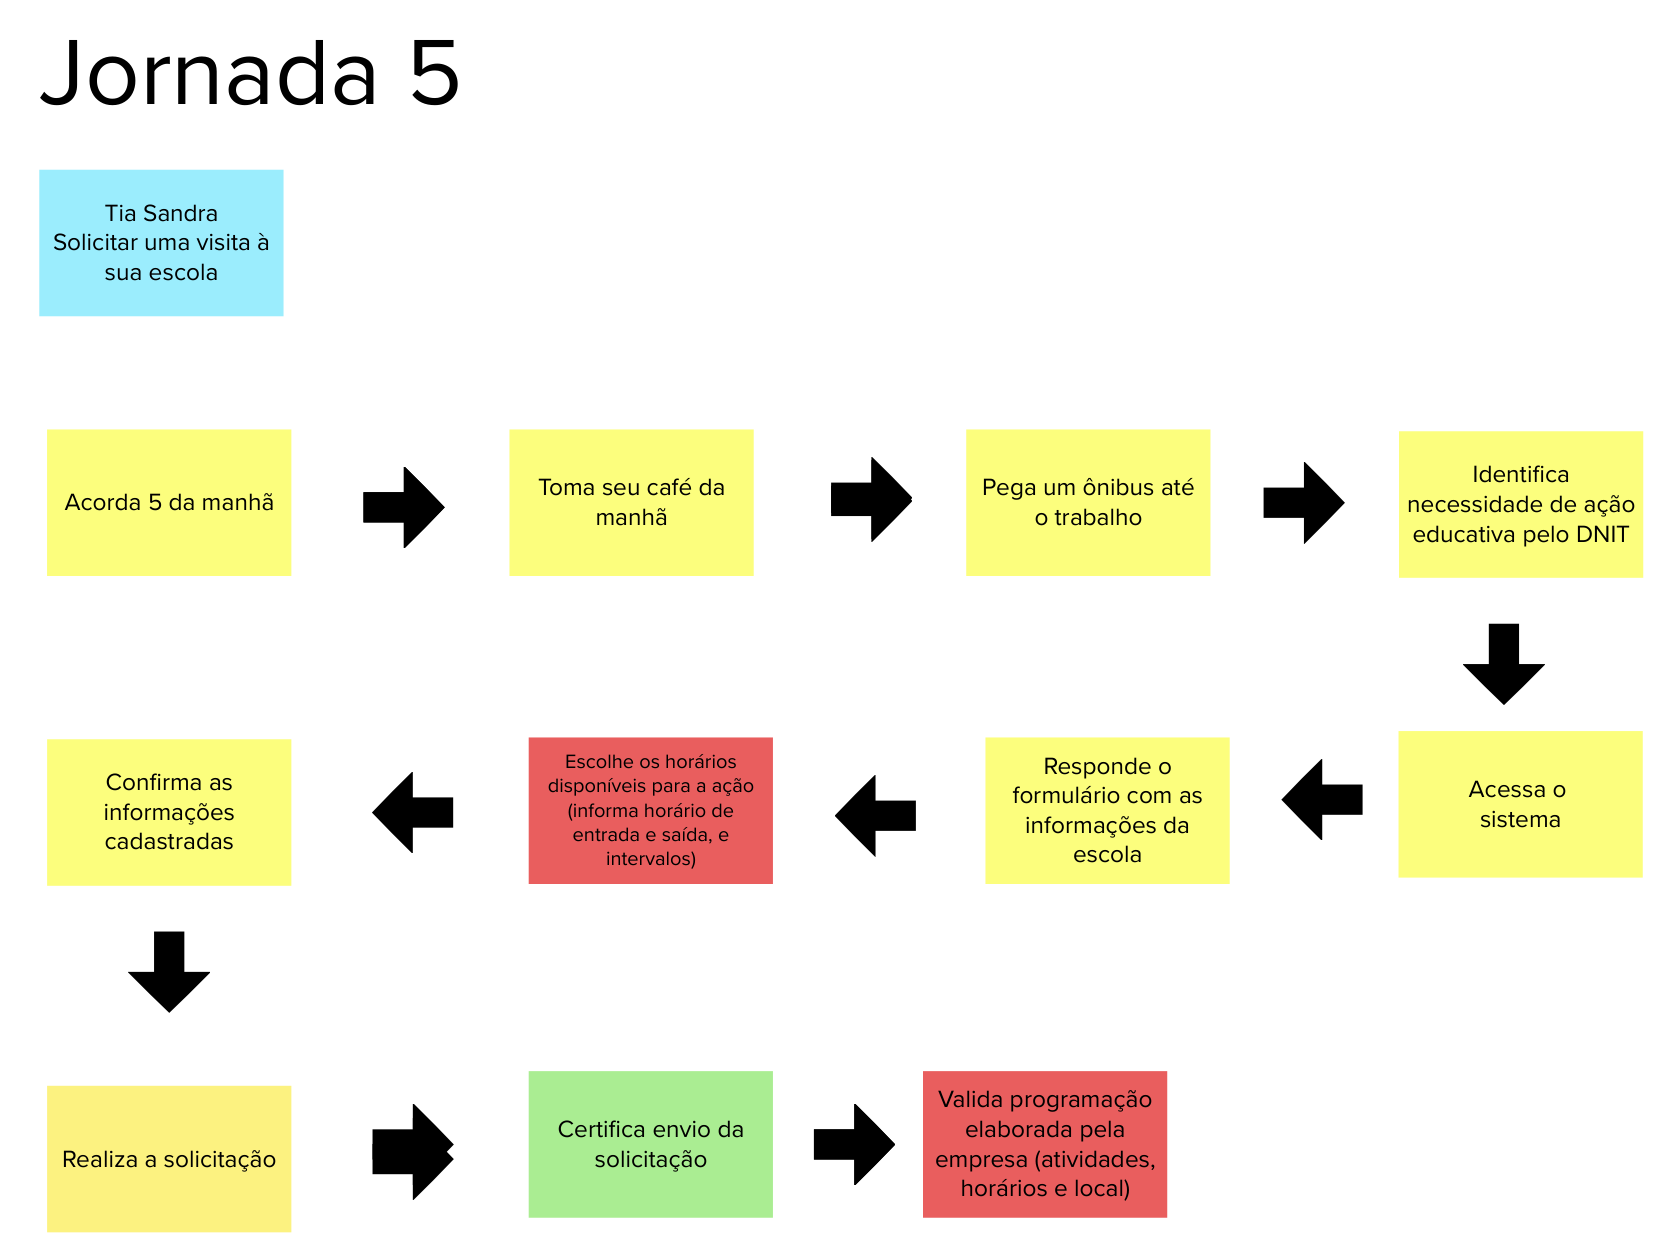 Jornada 5
Tia Sandra
Solicitar uma visita à
sua escola
Acorda 5 da manhã
Toma seu café da
manhã
Pega um ônibus até
o trabalho
Identifica
necessidade de ação
educativa pelo DNIT
Acessa o
sistema
Responde o
formulário com as
informações da
escola
Escolhe os horários
disponíveis para a ação
(informa horário de
entrada e saída, e
intervalos)
Confirma as
informações
cadastradas
Realiza a solicitação
Certifica envio da
solicitação
Valida programação
elaborada pela
empresa (atividades,
horários e local)